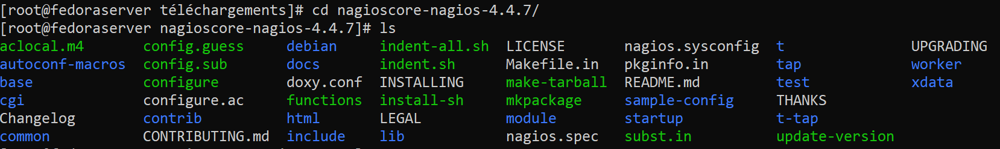 [root@fedoraserver téléchargements]# cd nagioscore-nagios-4.4.7/
[root@fedoraserver nagioscore-nagios-4.4.7]# ls
aclocal.m4 config.guess debian indent-all.sh LICENSE nagios.sysconfig t UPGRADING
autoconf-macros config.sub docs indent.sh Makefile.in pkginfo.in tap worker
base configure doxy.conf INSTALLING make-tarball README.md test xdata
cgi configure.ac functions install-sh mkpackage sample-config THANKS
Changelog contrib html LEGAL module startup t-tap
common CONTRIBUTING.md include lib nagios.spec subst.in update-version